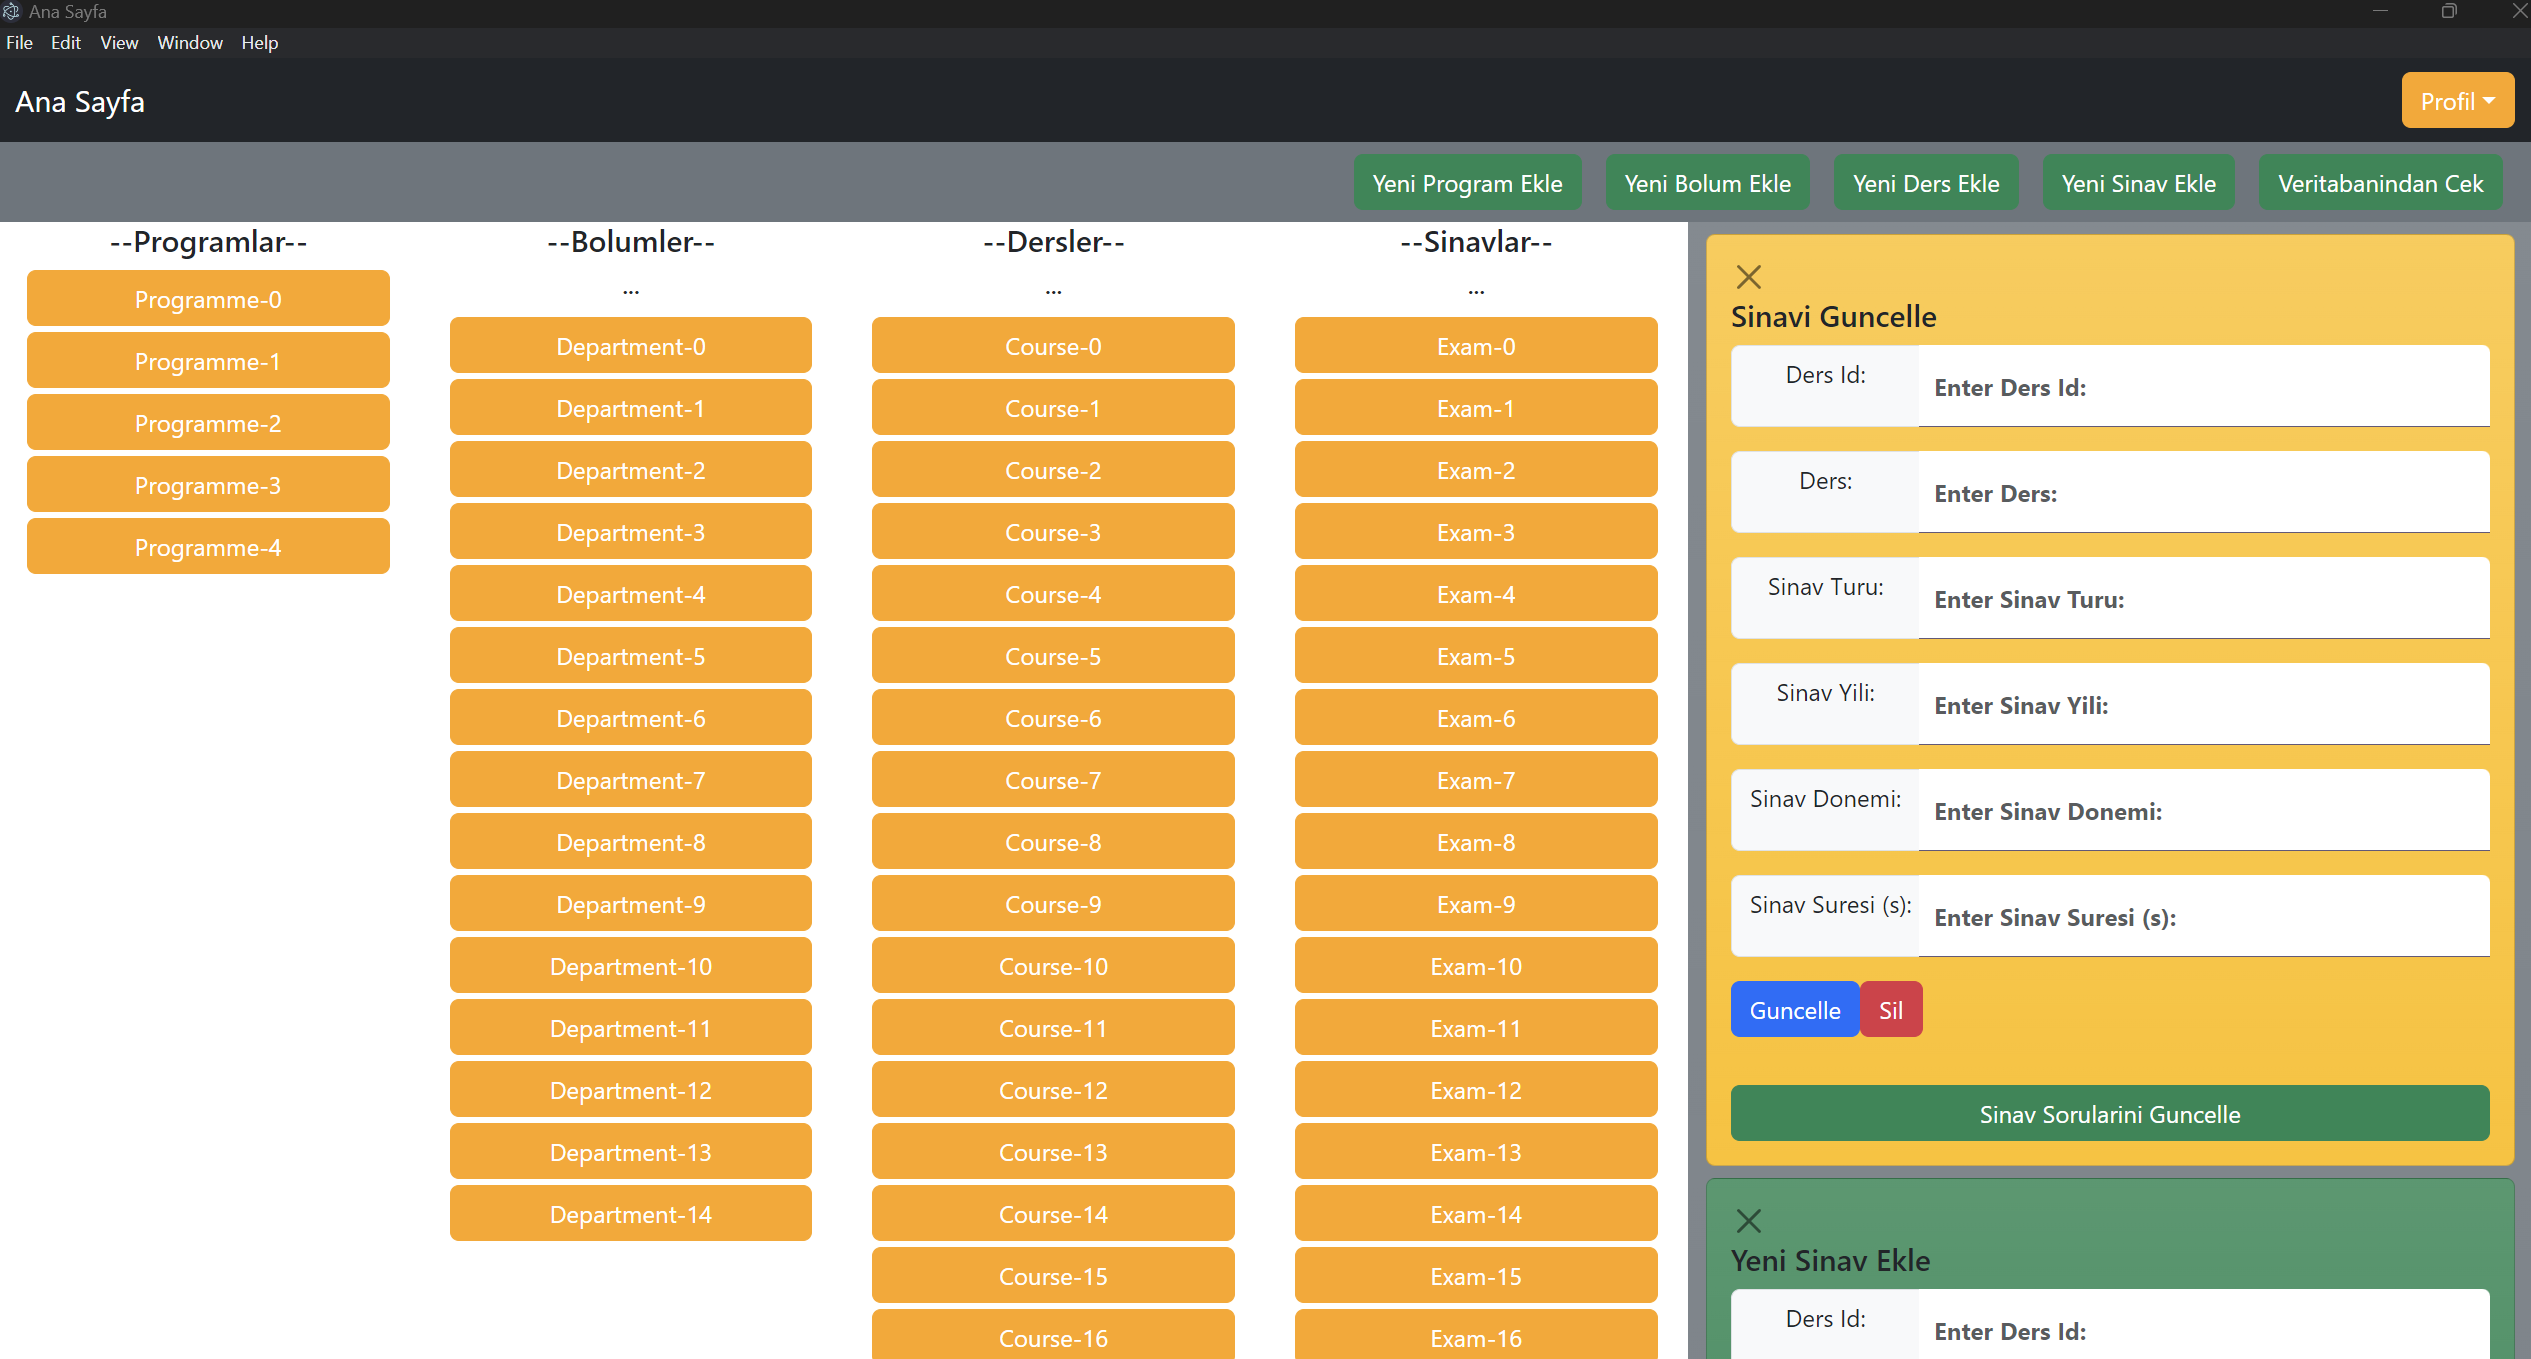 Ana Sayfa
File Edit View Window Help
Ana Sayfa
Profil
Yeni Program Ekle
Yeni Bolum Ekle
Yeni Ders Ekle
Yeni Sinav Ekle
Veritabanindan Cek
--Programlar--
Programme-0
Programme-1
Programme-2
Programme-3
Programme-4
--Bolumler--
...
Department-0
Department-1
Department-2
Department-3
Department-4
Department-5
Department-6
Department-7
Department-8
Department-9
Department-10
Department-11
Department-12
Department-13
Department-14
--Dersler--
...
Course-0
Course-1
Course-2
Course-3
Course-4
Course-5
Course-6
Course-7
Course-8
Course-9
Course-10
Course-11
Course-12
Course-13
Course-14
Course-15
Course-16
--Sinavlar--
...
Exam-0
Exam-1
Exam-2
Exam-3
Exam-4
Exam-5
Exam-6
Exam-7
Exam-8
Exam-9
Exam-10
Exam-11
Exam-12
Exam-13
Exam-14
Exam-15
Exam-16
Sinavi Guncelle
Ders Id: Enter Ders Id:
Ders: Enter Ders:
Sinav Turu: Enter Sinav Turu:
Sinav Yili: Enter Sinav Yili:
Sinav Donemi: Enter Sinav Donemi:
Sinav Suresi (s): Enter Sinav Suresi (s):
Guncelle Sil
Sinav Sorularini Guncelle
Yeni Sinav Ekle
Ders Id: Enter Ders Id: